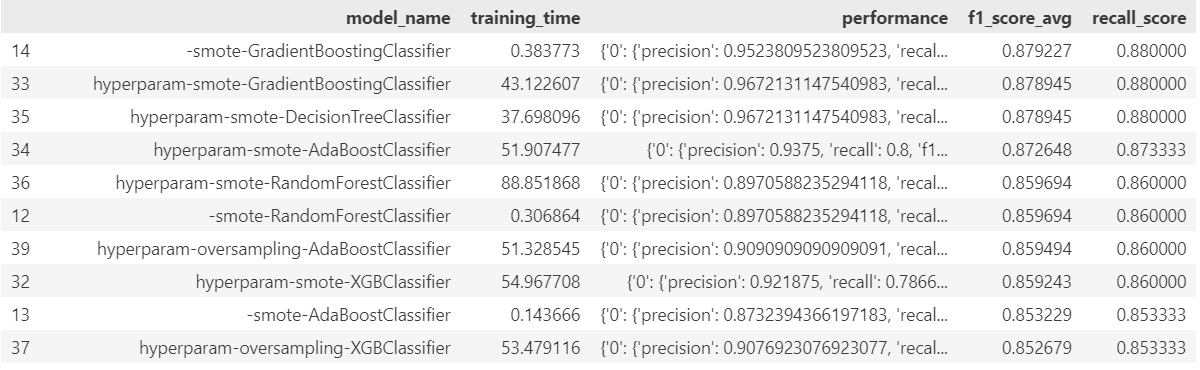 model_name training_time performance f1_score_avg recall_score
14 -smote-GradientBoostingClassifier 0.383773 {'0': {'precision': 0.9523809523809523, 'recal... 0.879227 0.880000
33 hyperparam-smote-GradientBoostingClassifier 43.122607 {'0': {'precision': 0.9672131147540983, 'recal... 0.878945 0.880000
35 hyperparam-smote-DecisionTreeClassifier 37.698096 {'0': {'precision': 0.9672131147540983, 'recal... 0.878945 0.880000
34 hyperparam-smote-AdaBoostClassifier 51.907477 {'0': {'precision': 0.9375, 'recall': 0.8, 'f1... 0.872648 0.873333
36 hyperparam-smote-RandomForestClassifier 88.851868 {'0': {'precision': 0.8970588235294118, 'recal... 0.859694 0.860000
12 -smote-RandomForestClassifier 0.306864 {'0': {'precision': 0.8970588235294118, 'recal... 0.859694 0.860000
39 hyperparam-oversampling-AdaBoostClassifier 51.328545 {'0': {'precision': 0.9090909090909091, 'recal... 0.859494 0.860000
32 hyperparam-smote-XGBClassifier 54.967708 {'0': {'precision': 0.921875, 'recall': 0.7866... 0.859243 0.860000
13 -smote-AdaBoostClassifier 0.143666 {'0': {'precision': 0.8732394366197183, 'recal... 0.853229 0.853333
37 hyperparam-oversampling-XGBClassifier 53.479116 {'0': {'precision': 0.9076923076923077, 'recal... 0.852679 0.853333